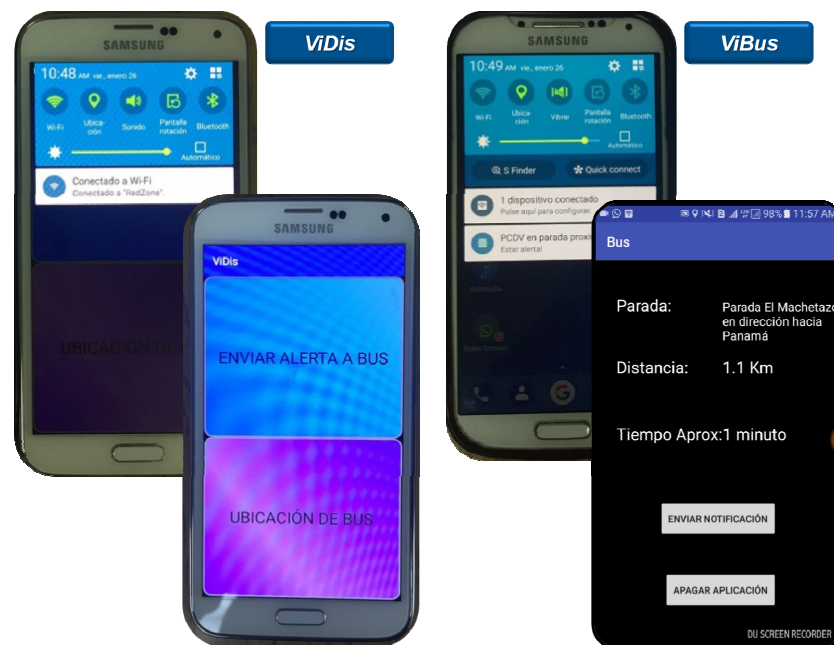 ViDis
SAMSUNG
10:48 AM vie., enero 26
Wi-Fi
Ubica-
ción
Sonido
Pantalla
rotación
Bluetooth
Automático
Conectado a Wi-Fi
Conectado a "RedZone".
UBICACIÓN DE
SAMSUNG
ViDis
ENVIAR ALERTA A BUS
UBICACIÓN DE BUS
ViBus
SAMSUNG
10:49 AM vie., enero 26
Wi-Fi
Ubica-
ción
Vibrar
Pantalla
rotación
Bluetooth
Automático
S Finder
Quick connect
1 dispositivo conectado
Pulse aquí para configurar.
PCDV en parada proxi
Estar alerta!
98% 11:57 AM
Bus
Parada:
Parada El Machetazo
en dirección hacia
Panamá
Distancia:
1.1 Km
Tiempo Aprox:1 minuto
ENVIAR NOTIFICACIÓN
APAGAR APLICACIÓN
DU SCREEN RECORDER